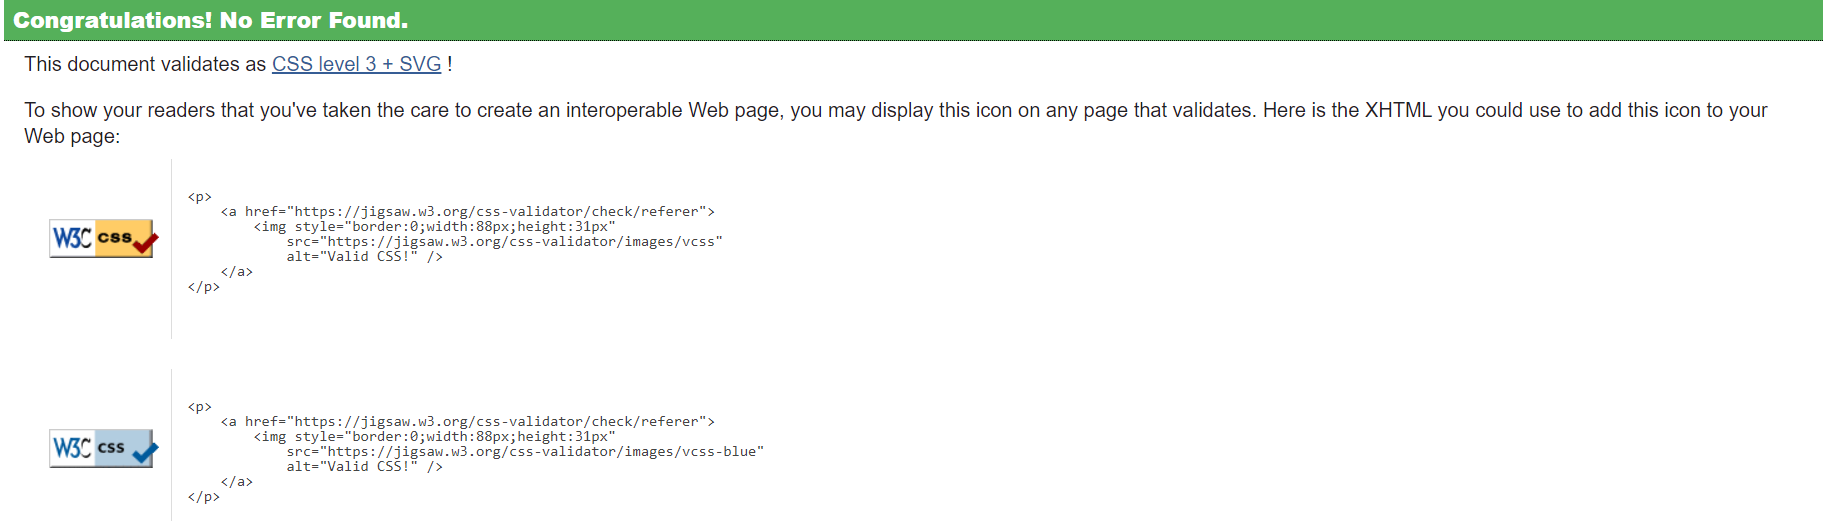 Congratulations! No Error Found.
This document validates as CSS level 3 + SVG !
To show your readers that you've taken the care to create an interoperable Web page, you may display this icon on any page that validates. Here is the XHTML you could use to add this icon to your
Web page:
W3C css
<p>
    <a href="https://jigsaw.w3.org/css-validator/check/referer">
        <img style="border:0;width:88px;height:31px"
            src="https://jigsaw.w3.org/css-validator/images/vcss"
            alt="Valid CSS!" />
    </a>
</p>
W3C css
<p>
    <a href="https://jigsaw.w3.org/css-validator/check/referer">
        <img style="border:0;width:88px;height:31px"
            src="https://jigsaw.w3.org/css-validator/images/vcss-blue"
            alt="Valid CSS!" />
    </a>
</p>